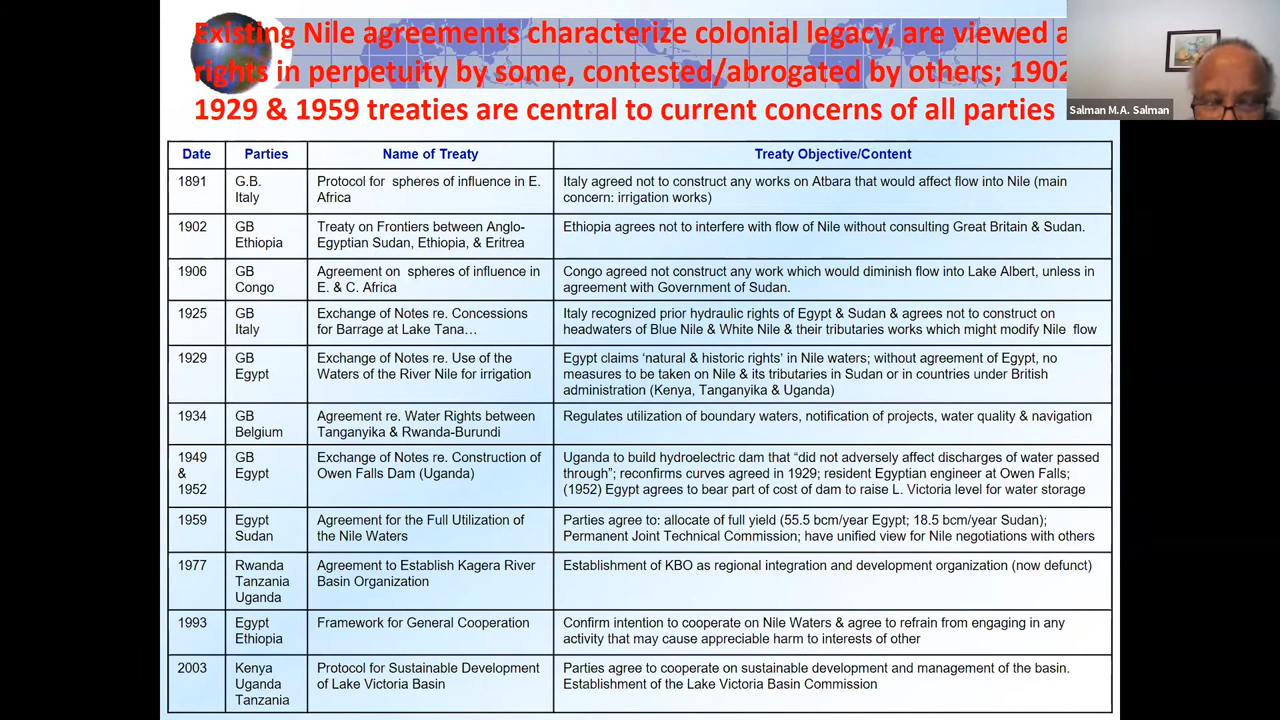 Existing Nile agreements characterize colonial legacy, are viewed a
rights in perpetuity by some, contested/abrogated by others; 1902
1929 & 1959 treaties are central to current concerns of all parties
Salman M.A. Salman
Date Parties Name of Treaty Treaty Objective/Content
1891 G.B. Protocol for spheres of influence in E. Italy agreed not to construct any works on Atbara that would affect flow into Nile (main
Italy Africa concern: irrigation works)
1902 GB Treaty on Frontiers between Anglo- Ethiopia agrees not to interfere with flow of Nile without consulting Great Britain & Sudan.
Ethiopia Egyptian Sudan, Ethiopia, & Eritrea
1906 GB Agreement on spheres of influence in Congo agreed not construct any work which would diminish flow into Lake Albert, unless in
Congo E. & C. Africa agreement with Government of Sudan.
1925 GB Exchange of Notes re. Concessions Italy recognized prior hydraulic rights of Egypt & Sudan & agrees not to construct on
Italy for Barrage at Lake Tana… headwaters of Blue Nile & White Nile & their tributaries works which might modify Nile flow
1929 GB Exchange of Notes re. Use of the Egypt claims ‘natural & historic rights’ in Nile waters; without agreement of Egypt, no
Egypt Waters of the River Nile for irrigation measures to be taken on Nile & its tributaries in Sudan or in countries under British
administration (Kenya, Tanganyika & Uganda)
1934 GB Agreement re. Water Rights between Regulates utilization of boundary waters, notification of projects, water quality & navigation
Belgium Tanganyika & Rwanda-Burundi
1949 GB Exchange of Notes re. Construction of Uganda to build hydroelectric dam that “did not adversely affect discharges of water passed
& Egypt Owen Falls Dam (Uganda) through”; reconfirms curves agreed in 1929; resident Egyptian engineer at Owen Falls;
1952 (1952) Egypt agrees to bear part of cost of dam to raise L. Victoria level for water storage
1959 Egypt Agreement for the Full Utilization of Parties agree to: allocate of full yield (55.5 bcm/year Egypt; 18.5 bcm/year Sudan);
Sudan the Nile Waters Permanent Joint Technical Commission; have unified view for Nile negotiations with others
1977 Rwanda Agreement to Establish Kagera River Establishment of KBO as regional integration and development organization (now defunct)
Tanzania Basin Organization
Uganda
1993 Egypt Framework for General Cooperation Confirm intention to cooperate on Nile Waters & agree to refrain from engaging in any
Ethiopia activity that may cause appreciable harm to interests of other
2003 Kenya Protocol for Sustainable Development Parties agree to cooperate on sustainable development and management of the basin.
Uganda of Lake Victoria Basin Establishment of the Lake Victoria Basin Commission
Tanzania